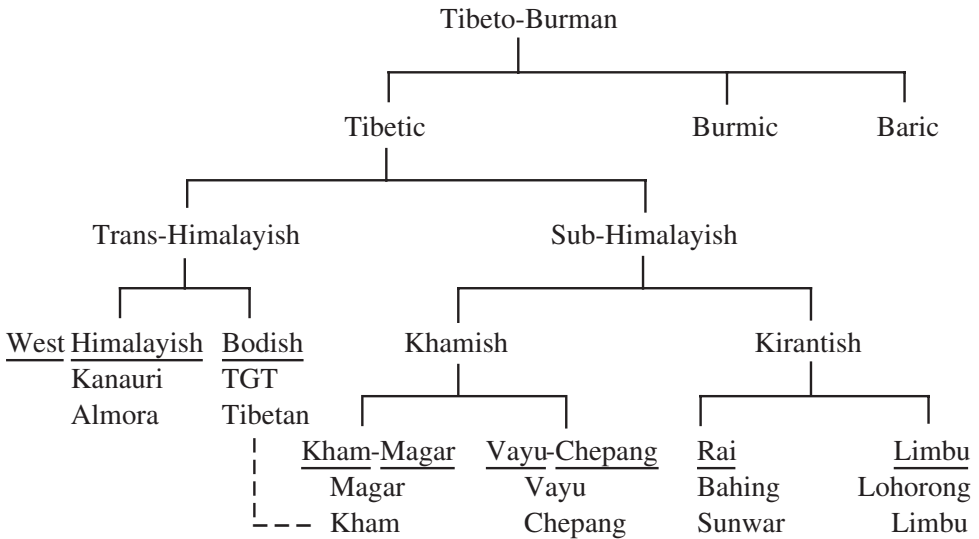 Tibeto-Burman
Tibetic Burmic Baric
Trans-Himalayish Sub-Himalayish
West Himalayish Bodish Khamish Kirantish
Kanauri TGT
Almora Tibetan
Kham-Magar Vayu-Chepang Rai Limbu
Magar Vayu Bahing Lohorong
Kham Chepang Sunwar Limbu